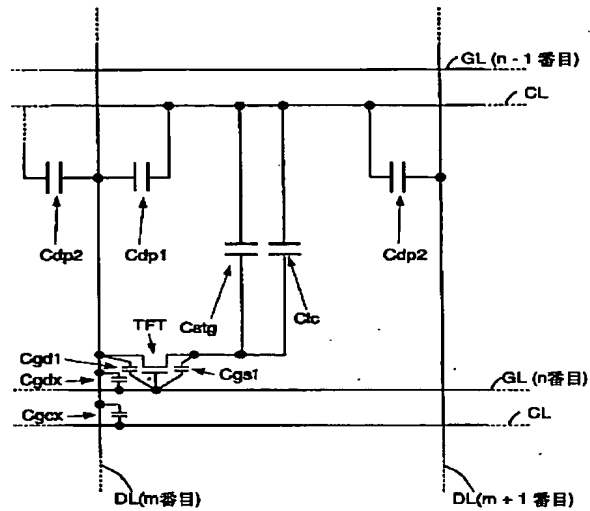 GL (n - 1 番目)
CL
Cdp2
Cdp1
Cdp2
TFT
Cstg
Clc
Cgd1
Cgdx
Cgs1
GL (n番目)
Cgcx
CL
DL(m番目)
DL(m + 1 番目)